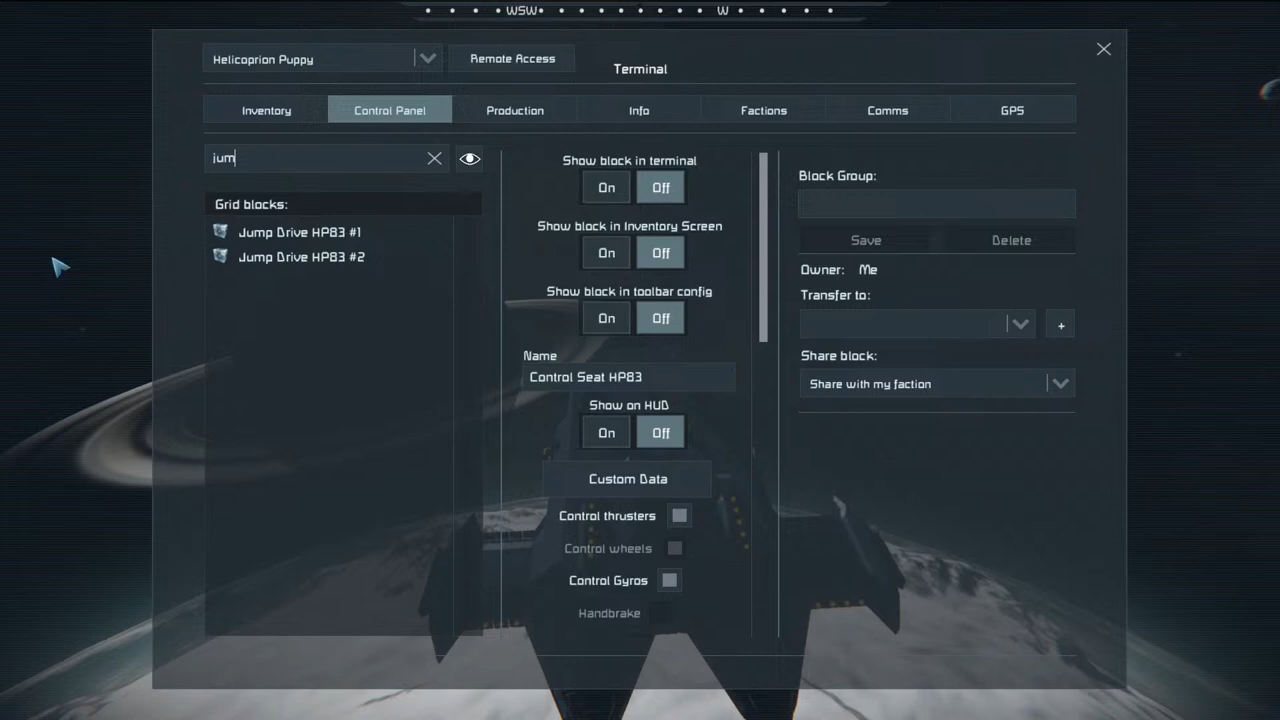 WSW W
Helicoprion Puppy
Remote Access
Terminal
Inventory
Control Panel
Production
Info
Factions
Comms
GPS
jum
Grid blocks:
Jump Drive HP83 #1
Jump Drive HP83 #2
Show block in terminal
On Off
Show block in Inventory Screen
On Off
Show block in toolbar config
On Off
Name
Control Seat HP83
Show on HUD
On Off
Custom Data
Control thrusters
Control wheels
Control Gyros
Handbrake
Block Group:
Save Delete
Owner: Me
Transfer to:
+
Share block:
Share with my faction